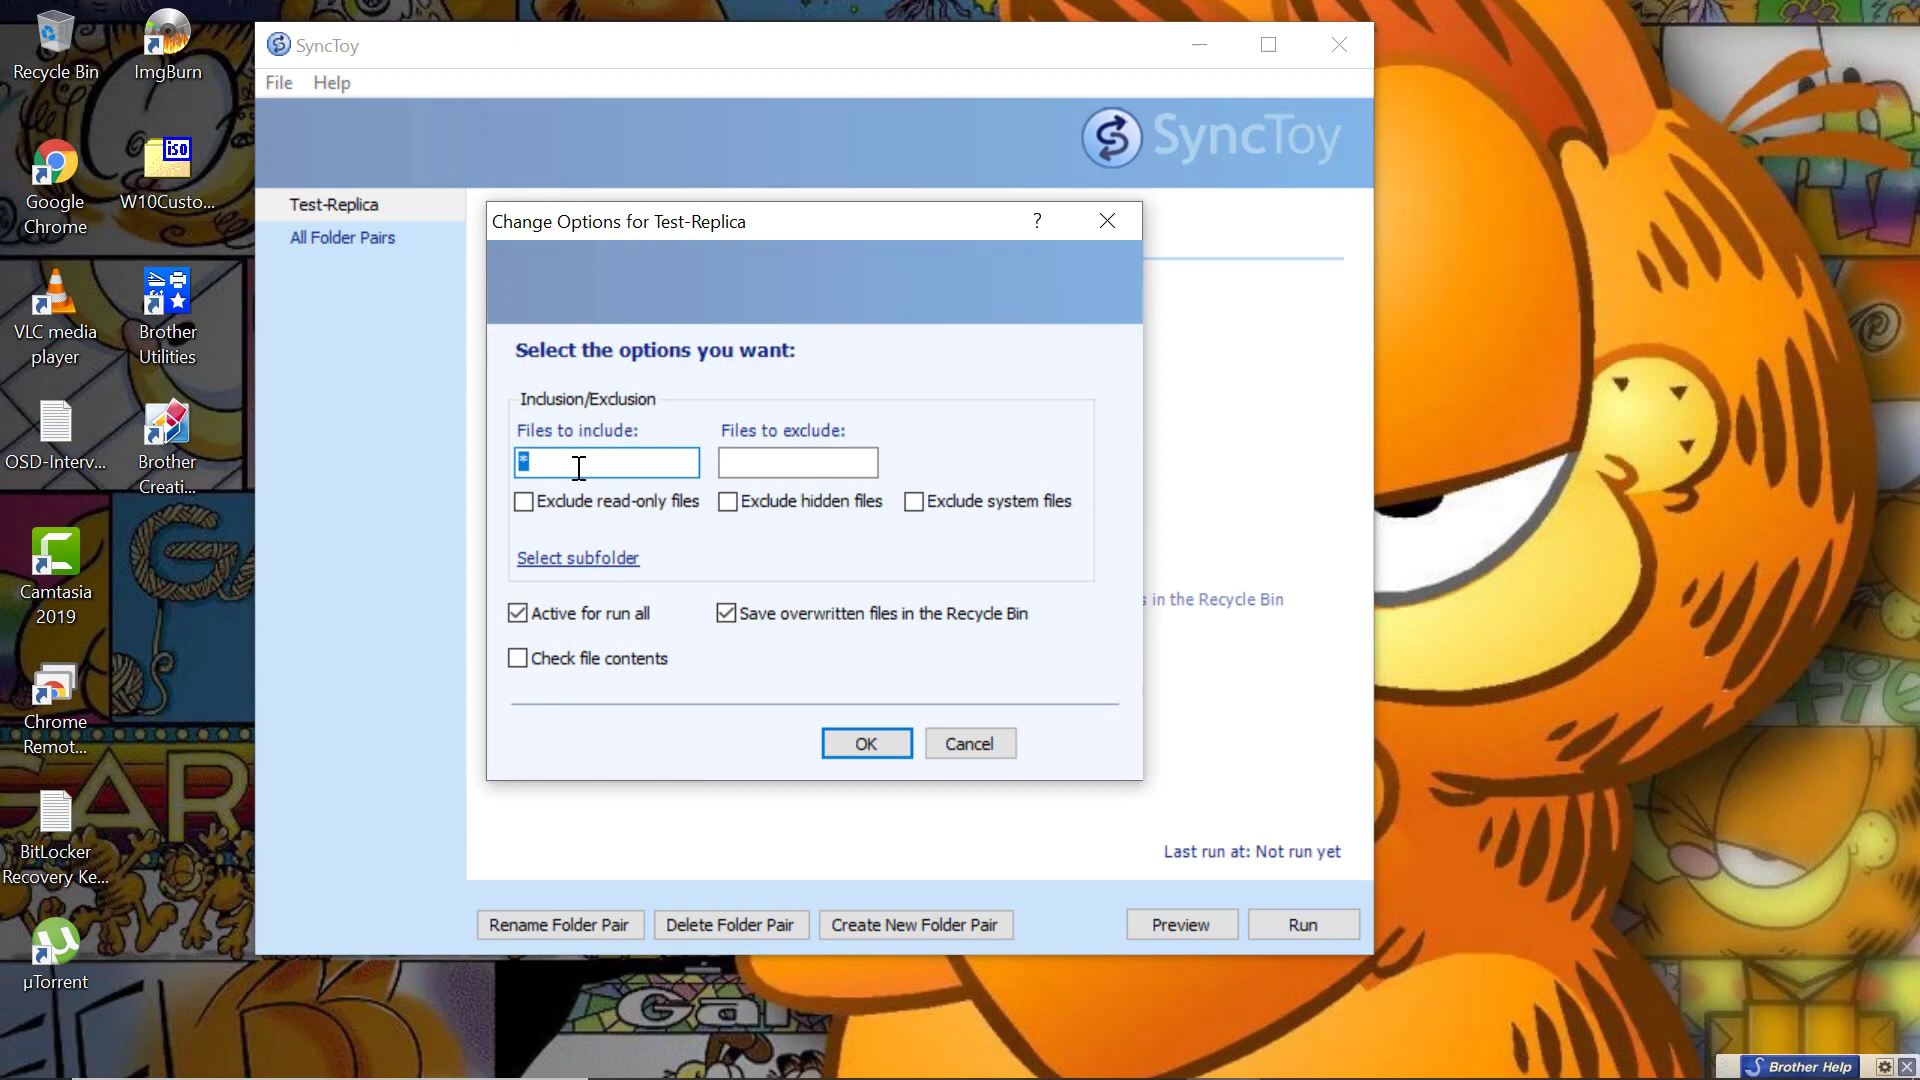 Recycle Bin
ImgBurn
Google
Chrome
iso
W10Custo...
VLC media
player
Brother
Utilities
OSD-Interv...
Brother
Creati...
Camtasia
2019
Chrome
Remot...
BitLocker
Recovery Ke...
µTorrent
SyncToy
File Help
SyncToy
Test-Replica
All Folder Pairs
Change Options for Test-Replica
?
Select the options you want:
Inclusion/Exclusion
Files to include:
Files to exclude:
*
Exclude read-only files
Exclude hidden files
Exclude system files
Select subfolder
Active for run all
Save overwritten files in the Recycle Bin
Check file contents
OK
Cancel
s in the Recycle Bin
Last run at: Not run yet
Rename Folder Pair
Delete Folder Pair
Create New Folder Pair
Preview
Run
Brother Help